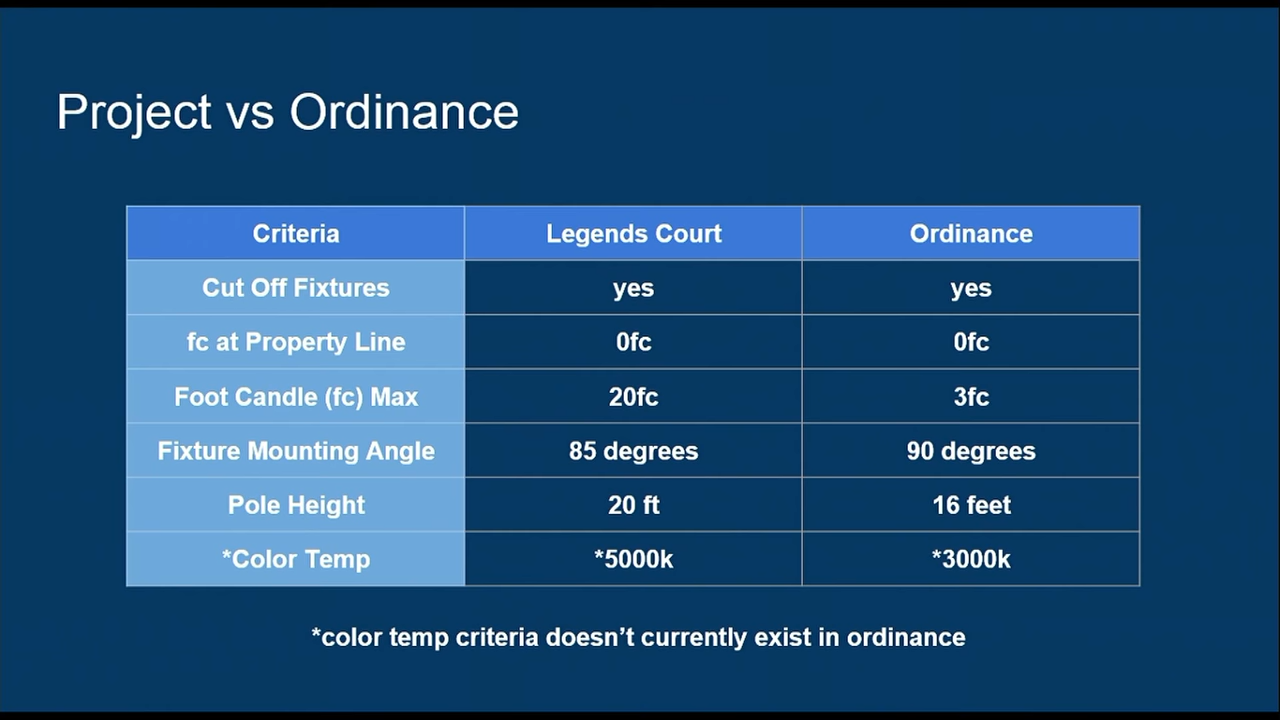 Project vs Ordinance
Criteria Legends Court Ordinance
Cut Off Fixtures yes yes
fc at Property Line 0fc 0fc
Foot Candle (fc) Max 20fc 3fc
Fixture Mounting Angle 85 degrees 90 degrees
Pole Height 20 ft 16 feet
*Color Temp *5000k *3000k
*color temp criteria doesn’t currently exist in ordinance